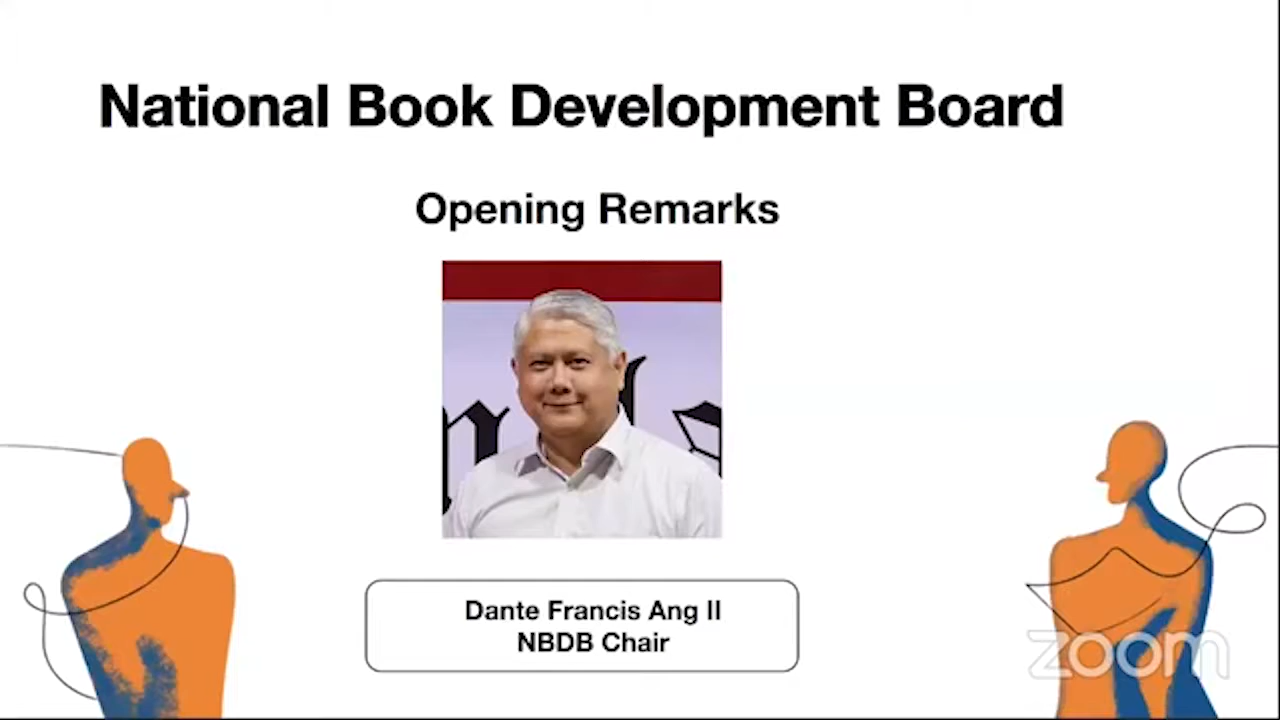 National Book Development Board
Opening Remarks
Dante Francis Ang II
NBDB Chair
zoom